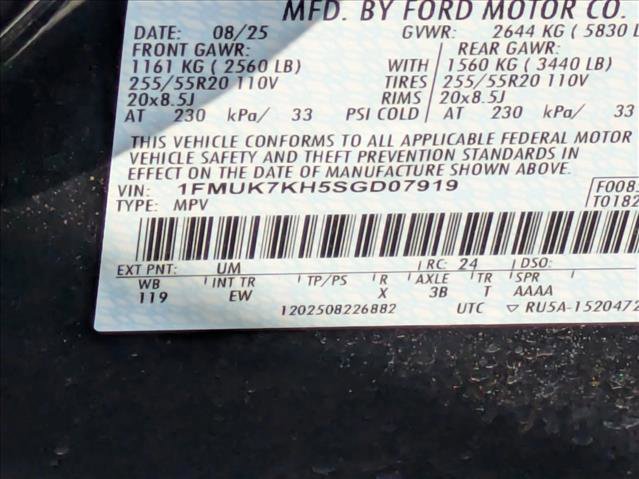 MFD. BY FORD MOTOR CO.
DATE: 08/25 GVWR: 2644 KG ( 5830 L
FRONT GAWR: REAR GAWR:
1161 KG ( 2560 LB) WITH 1560 KG ( 3440 LB)
255/55R20 110V TIRES 255/55R20 110V
20x8.5J RIMS 20x8.5J
AT 230 kPa/ 33 PSI COLD AT 230 kPa/ 33
THIS VEHICLE CONFORMS TO ALL APPLICABLE FEDERAL MOTOR
VEHICLE SAFETY AND THEFT PREVENTION STANDARDS IN
EFFECT ON THE DATE OF MANUFACTURE SHOWN ABOVE.
VIN: 1FMUK7KH5SGD07919 F008
TYPE: MPV T0182
EXT PNT: UM RC: 24 DSO:
WB INT TR TP/PS R AXLE TR SPR
119 EW X 3B T AAAA
1202508226882 UTC ▽ RU5A-1520472